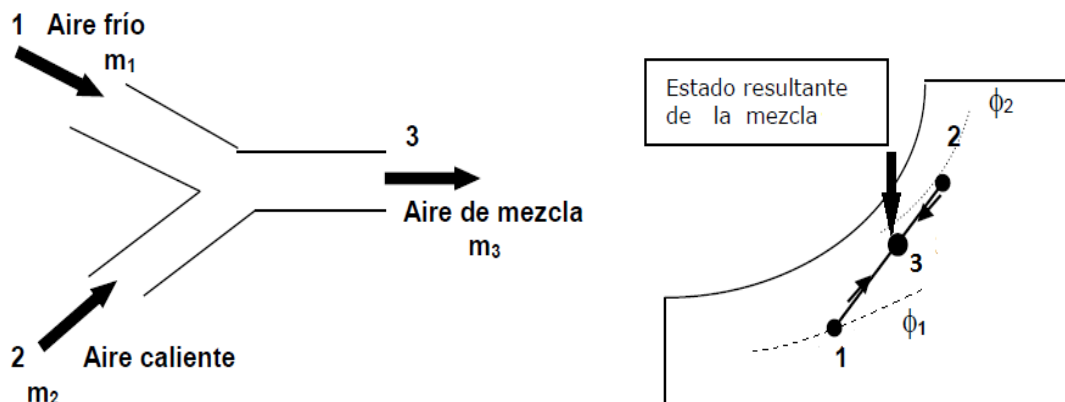 1 Aire frío
m₁
3
Aire de mezcla
m₃
2 Aire caliente
m₂
Estado resultante
de la mezcla
ϕ₂
2
3
ϕ₁
1